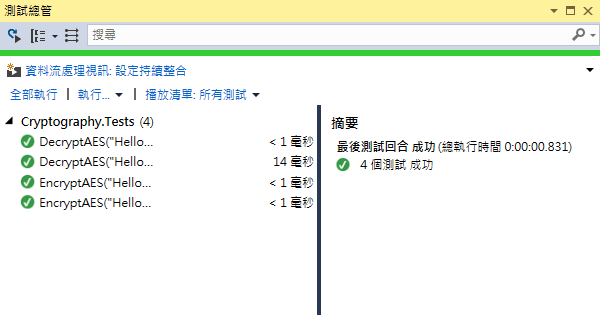 測試總管
搜尋
資料流處理視訊: 設定持續整合
全部執行 | 執行... | 播放清單: 所有測試
Cryptography.Tests (4)
DecryptAES("Hello... < 1 毫秒
DecryptAES("Hello... 14 毫秒
EncryptAES("Hello... < 1 毫秒
EncryptAES("Hello... < 1 毫秒
摘要
最後測試回合 成功 (總執行時間 0:00:00.831)
4 個測試 成功